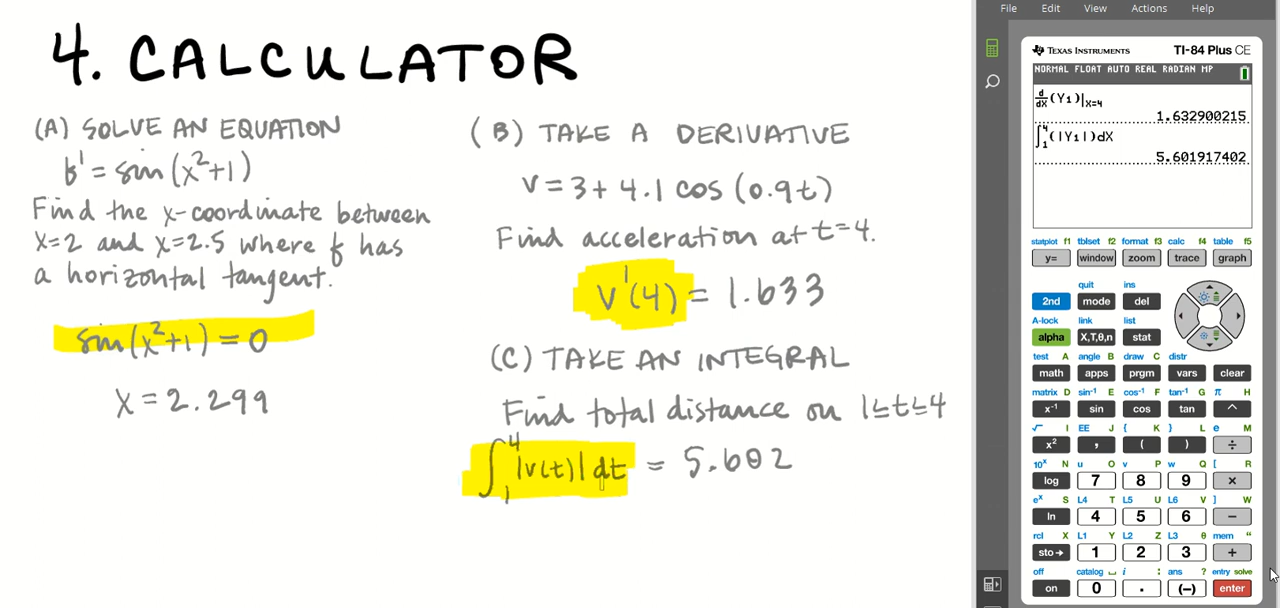 4. CALCULATOR
(A) SOLVE AN EQUATION
b' = sin(x²+1)
Find the x-coordinate between
x=2 and x=2.5 where f has
a horizontal tangent.
sin(x²+1) = 0
x = 2.299
(B) TAKE A DERIVATIVE
v = 3 + 4.1 cos(0.9t)
Find acceleration at t=4.
v'(4) = 1.633
(C) TAKE AN INTEGRAL
Find total distance on 1≤t≤4
∫₁⁴ |v(t)| dt = 5.602
File Edit View Actions Help
TEXAS INSTRUMENTS TI-84 Plus CE
NORMAL FLOAT AUTO REAL RADIAN MP
d/dX(Y₁)|X=4
1.632900215
∫₁⁴(|Y₁|)dX
5.601917402
statplot f1 tblset f2 format f3 calc f4 table f5
y= window zoom trace graph
quit ins
2nd mode del
A-lock link list
alpha X,T,θ,n stat
test A angle B draw C distr
math apps prgm vars clear
matrix D sin⁻¹ E cos⁻¹ F tan⁻¹ G π H
x⁻¹ sin cos tan ^
√ I EE J { K } L e M
x² , ( ) ÷
10ˣ N u O v P w Q [ R
log 7 8 9 ×
eˣ S L4 T L5 U L6 V ] W
ln 4 5 6 −
rcl X L1 Y L2 Z L3 θ mem "
sto→ 1 2 3 +
off catalog ⎵ i : ans ? entry solve
on 0 . (−) enter